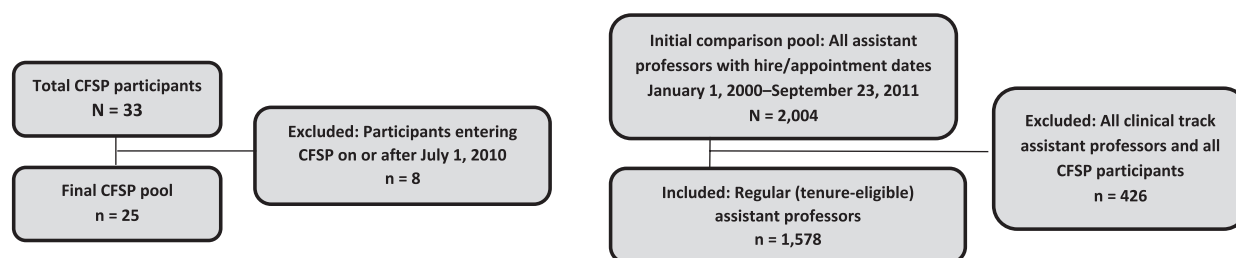 Total CFSP participants
N = 33
Excluded: Participants entering
CFSP on or after July 1, 2010
n = 8
Final CFSP pool
n = 25
Initial comparison pool: All assistant
professors with hire/appointment dates
January 1, 2000–September 23, 2011
N = 2,004
Excluded: All clinical track
assistant professors and all
CFSP participants
n = 426
Included: Regular (tenure-eligible)
assistant professors
n = 1,578